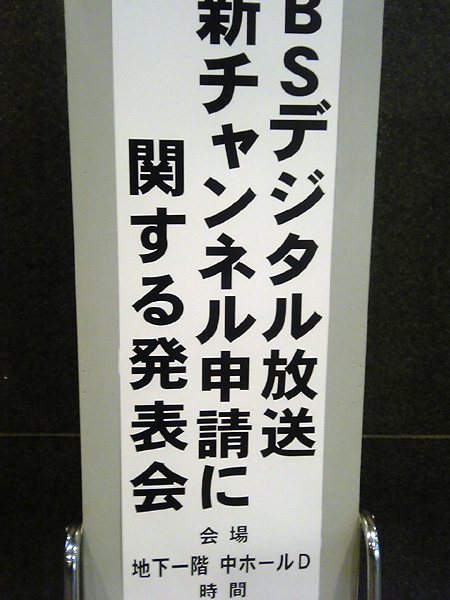 BSデジタル放送
新チャンネル申請に
関する発表会
会場
地下一階 中ホールD
時間